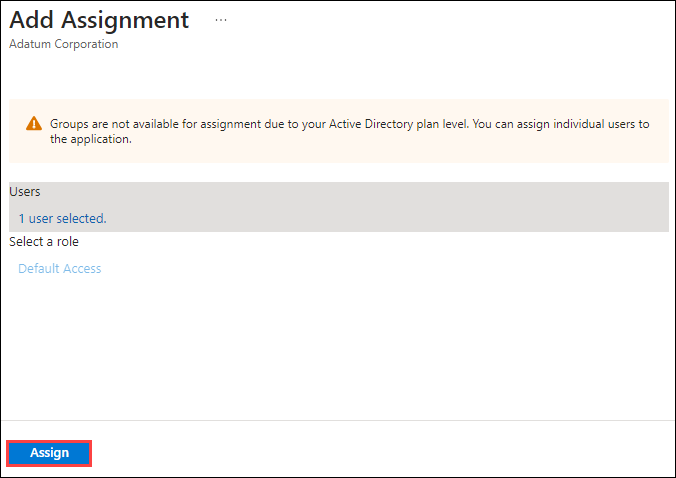 Add Assignment ...
Adatum Corporation
Groups are not available for assignment due to your Active Directory plan level. You can assign individual users to
the application.
Users
1 user selected.
Select a role
Default Access
Assign